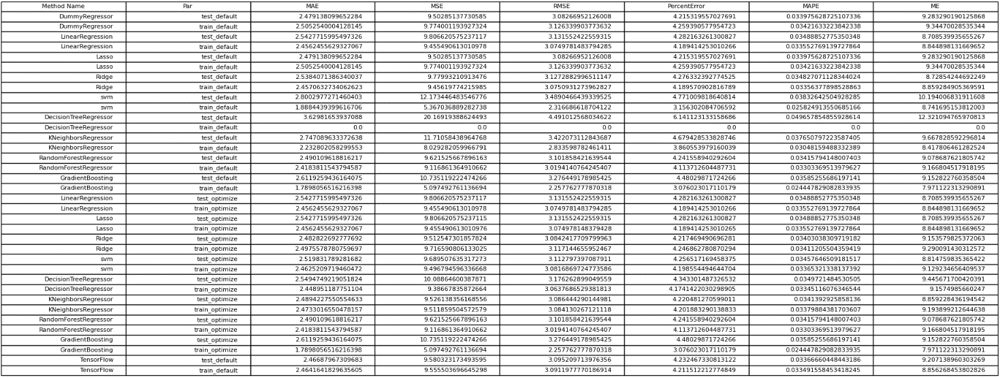 Method Name Par MAE MSE RMSE PercentError MAPE ME
DummyRegressor test_default 2.479138099652284 9.50285137730585 3.08266952126008 4.215319557027691 0.033975628725107336 9.283290190125868
DummyRegressor train_default 2.5052540004128145 9.774001193927324 3.126339903773632 4.259390577954723 0.03421633223842338 9.34470028535344
LinearRegression test_default 2.5427715995497326 9.806620575237117 3.131552422559315 4.282163261300827 0.03488852775350348 8.708539935655267
LinearRegression train_default 2.4562455629327067 9.455490613010978 3.0749781483794285 4.189414253010266 0.033552769139727864 8.844898131669652
Lasso test_default 2.479138099652284 9.50285137730585 3.08266952126008 4.215319557027691 0.033975628725107336 9.283290190125868
Lasso train_default 2.5052540004128145 9.774001193927324 3.126339903773632 4.259390577954723 0.03421633223842338 9.34470028535344
Ridge test_default 2.5384071386340037 9.77993210913476 3.1272882996511147 4.276332392774525 0.03482707128344024 8.72854244692249
Ridge train_default 2.4570632734062623 9.45619774215985 3.0750931273962827 4.189570902816789 0.03356377898528863 8.859284905369591
svm test_default 2.8002977271460403 12.173446483546776 3.4890466439339525 4.771009818640814 0.03832642504928285 10.194006831911608
svm train_default 1.8884439399616706 5.367036889282738 2.316686618704122 3.156302084706592 0.025824913550685166 8.741695153812003
DecisionTreeRegressor test_default 3.62981653937088 20.16919388624493 4.491012568034622 6.141123133158686 0.049657854855928614 12.321094765970813
DecisionTreeRegressor train_default 0.0 0.0 0.0 0.0 0.0 0.0
KNeighborsRegressor test_default 2.747089633372638 11.71058438964768 3.422073112843687 4.679428533828746 0.037650797223587405 9.667828592296814
KNeighborsRegressor train_default 2.232802058299553 8.029282059966791 2.833598782461411 3.860553979160039 0.03048159488332389 8.417806461282524
RandomForestRegressor test_default 2.490109618816217 9.621525667896163 3.101858421639544 4.241558940292604 0.03415794148007403 9.078687621805742
RandomForestRegressor train_default 2.4183811543794587 9.116861364910662 3.0194140764245407 4.113712604487731 0.03303369513979627 9.166804517918195
GradientBoosting test_default 2.6119259436164075 10.735119222474266 3.276449178985425 4.48029871724266 0.03585255686197141 9.152822760358504
GradientBoosting train_default 1.7898056516216398 5.097492761136694 2.257762777870318 3.076023017110179 0.024447829082833935 7.971122313290891
LinearRegression test_optimize 2.5427715995497326 9.806620575237117 3.131552422559315 4.282163261300827 0.03488852775350348 8.708539935655267
LinearRegression train_optimize 2.4562455629327067 9.455490613010978 3.0749781483794285 4.189414253010266 0.033552769139727864 8.844898131669652
Lasso test_optimize 2.5427715995497326 9.806620575237115 3.131552422559315 4.282163261300827 0.03488852775350348 8.708539935655267
Lasso train_optimize 2.4562455629327067 9.455490613010976 3.074978148379428 4.189414253010265 0.033552769139727864 8.844898131669652
Ridge test_optimize 2.482822692777692 9.512547301857824 3.0842417709799963 4.217469490696281 0.03403038309719182 9.153579825372063
Ridge train_optimize 2.4975578780759697 9.716590806133025 3.117144655952467 4.246862780870294 0.03411205504359419 9.290091430312572
svm test_optimize 2.519831789281682 9.689507635317273 3.112797397087911 4.256517169458375 0.03457646509181517 8.814759835365422
svm train_optimize 2.4625209719460472 9.496794596336668 3.0816869724773586 4.198554494644704 0.03365321338137392 9.129234656409537
DecisionTreeRegressor test_optimize 2.5494749219051824 10.08864600387871 3.176262899049559 4.343301487326532 0.0349721484530505 9.445671700420391
DecisionTreeRegressor train_optimize 2.448951187751104 9.38667835872664 3.0637686529381813 4.1741422030298905 0.03345116076346544 9.1574985660247
KNeighborsRegressor test_optimize 2.4894227550554633 9.526138356168556 3.086444290144981 4.220481270599011 0.0341392925858136 8.859228436194542
KNeighborsRegressor train_optimize 2.4733016550478157 9.511859504572579 3.084130267121118 4.201883290138833 0.03379884381703607 9.193899212644638
RandomForestRegressor test_optimize 2.490109618816217 9.621525667896163 3.101858421639544 4.241558940292604 0.03415794148007403 9.078687621805742
RandomForestRegressor train_optimize 2.4183811543794587 9.116861364910662 3.0194140764245407 4.113712604487731 0.03303369513979627 9.166804517918195
GradientBoosting test_optimize 2.6119259436164075 10.735119222474266 3.276449178985425 4.48029871724266 0.03585255686197141 9.152822760358504
GradientBoosting train_optimize 1.7898056516216398 5.097492761136694 2.257762777870318 3.076023017110179 0.024447829082833935 7.971122313290891
TensorFlow test_default 2.46687967309683 9.580323173493595 3.095209713976356 4.232467330813122 0.03366660448443186 9.207138960303269
TensorFlow train_default 2.4641641829635605 9.555503696645298 3.0911977770186914 4.211512212774849 0.033491558453418245 8.856268453802826